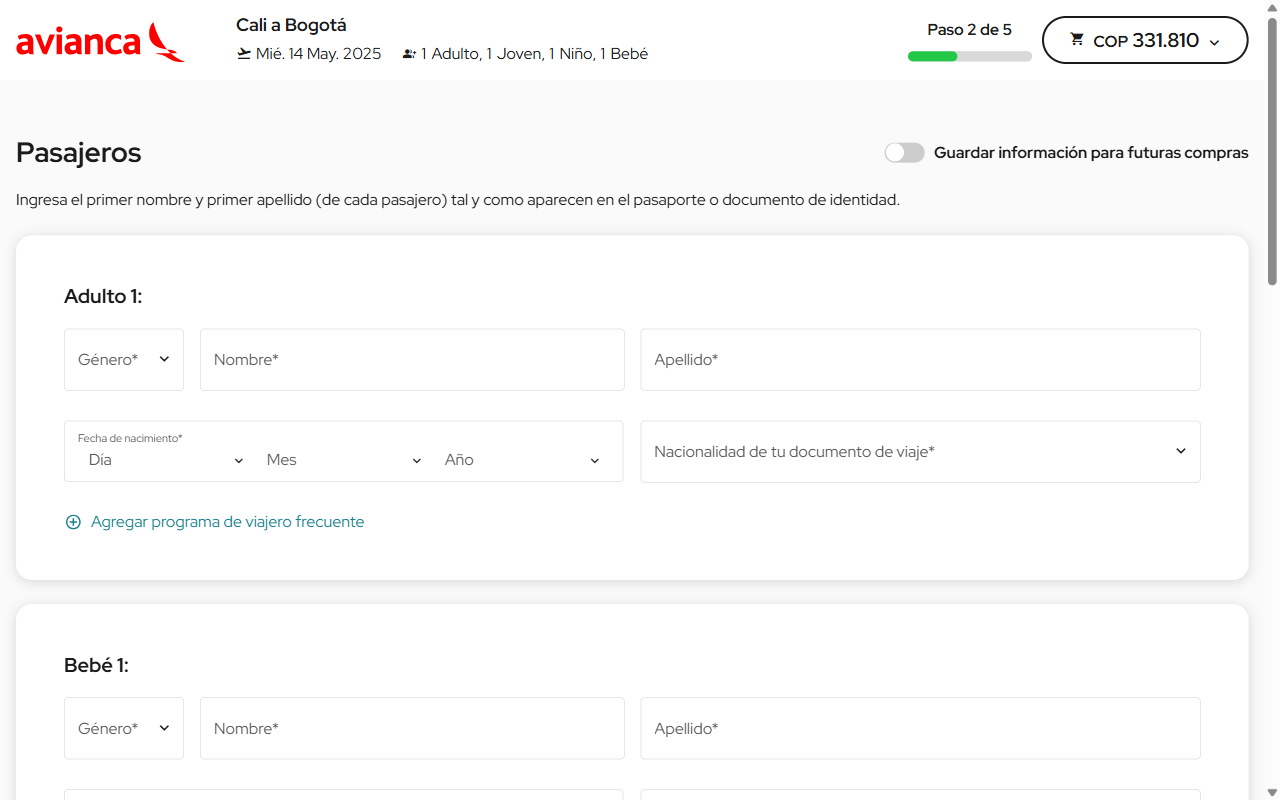 avianca
Cali a Bogotá
Mié. 14 May. 2025 1 Adulto, 1 Joven, 1 Niño, 1 Bebé
Paso 2 de 5
COP 331.810
Pasajeros
Guardar información para futuras compras
Ingresa el primer nombre y primer apellido (de cada pasajero) tal y como aparecen en el pasaporte o documento de identidad.
Adulto 1:
Género* Nombre* Apellido*
Fecha de nacimiento*
Día Mes Año
Nacionalidad de tu documento de viaje*
Agregar programa de viajero frecuente
Bebé 1:
Género* Nombre* Apellido*